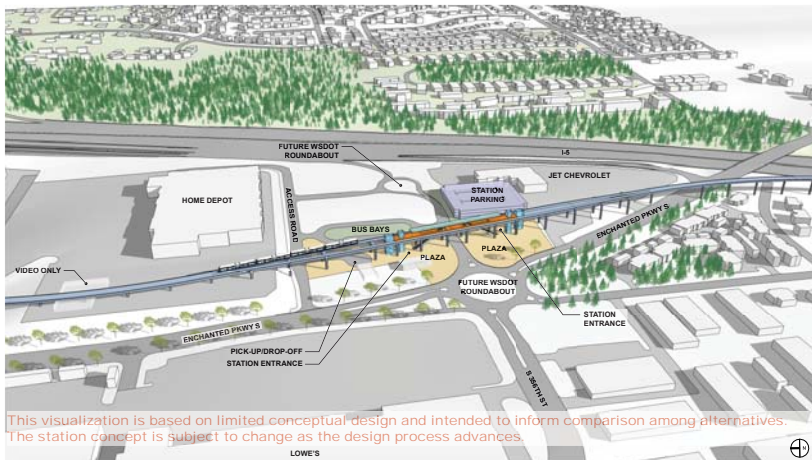 I-5
FUTURE WSDOT
ROUNDABOUT
JET CHEVROLET
STATION
PARKING
HOME DEPOT
ACCESS ROAD
BUS BAYS
ENCHANTED PKWY S
PLAZA
PLAZA
VIDEO ONLY
FUTURE WSDOT
ROUNDABOUT
STATION
ENTRANCE
ENCHANTED PKWY S
PICK-UP/DROP-OFF
STATION ENTRANCE
S 356TH ST
This visualization is based on limited conceptual design and intended to inform comparison among alternatives.
The station concept is subject to change as the design process advances.
LOWE'S